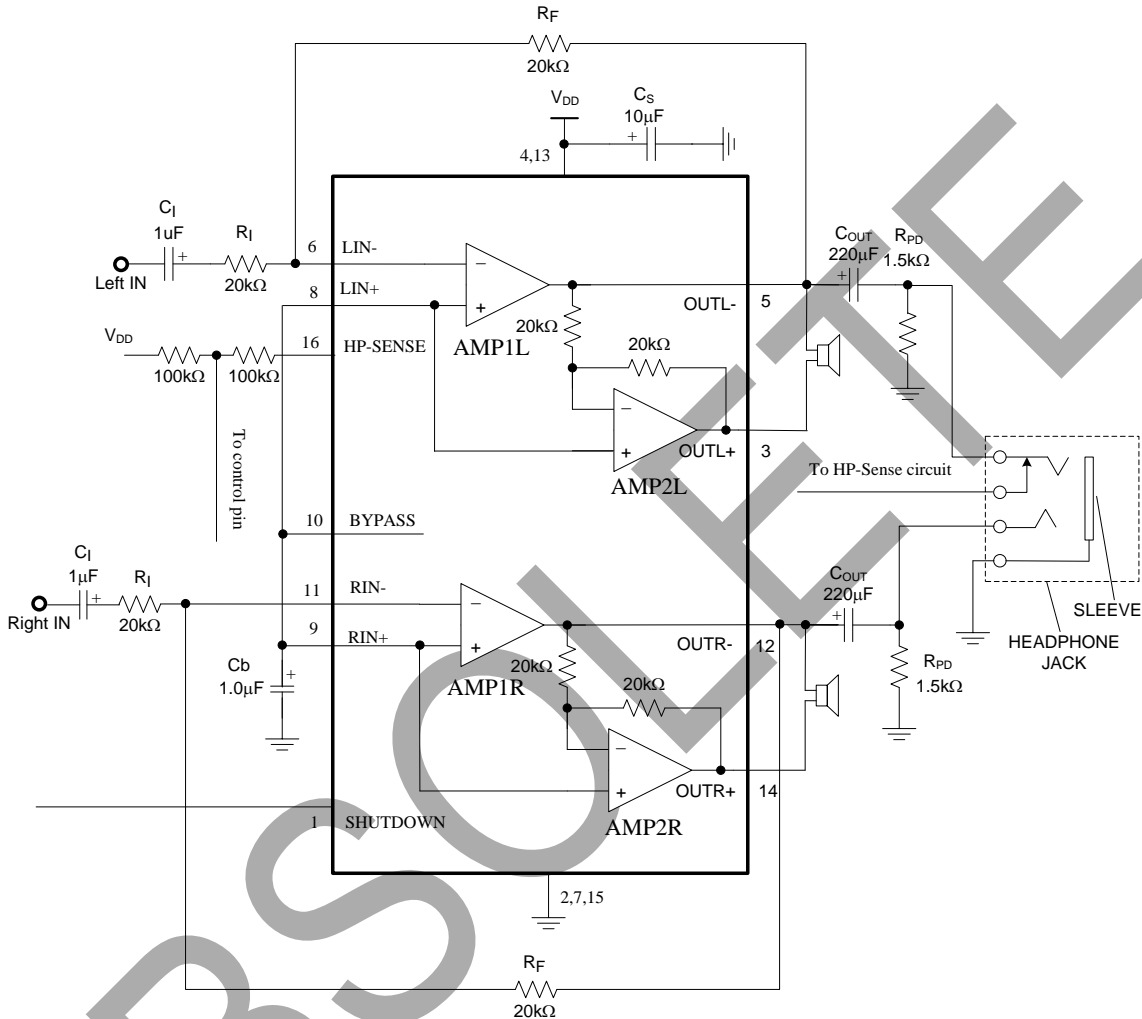 RF
20kΩ
VDD
CS
10µF
+
4,13
CI
1uF
+
RI
20kΩ
Left IN
6
LIN-
8
LIN+
VDD
100kΩ
100kΩ
16
HP-SENSE
To control pin
−
+
AMP1L
20kΩ
20kΩ
−
+
AMP2L
OUTL-
5
OUTL+
3
COUT
220µF
+
RPD
1.5kΩ
To HP-Sense circuit
SLEEVE
HEADPHONE
JACK
10
BYPASS
CI
1µF
+
RI
20kΩ
Right IN
11
RIN-
9
RIN+
Cb
1.0µF
+
−
+
AMP1R
20kΩ
20kΩ
−
+
AMP2R
OUTR-
12
OUTR+
14
COUT
220µF
+
RPD
1.5kΩ
1
SHUTDOWN
2,7,15
RF
20kΩ
BSOLETE